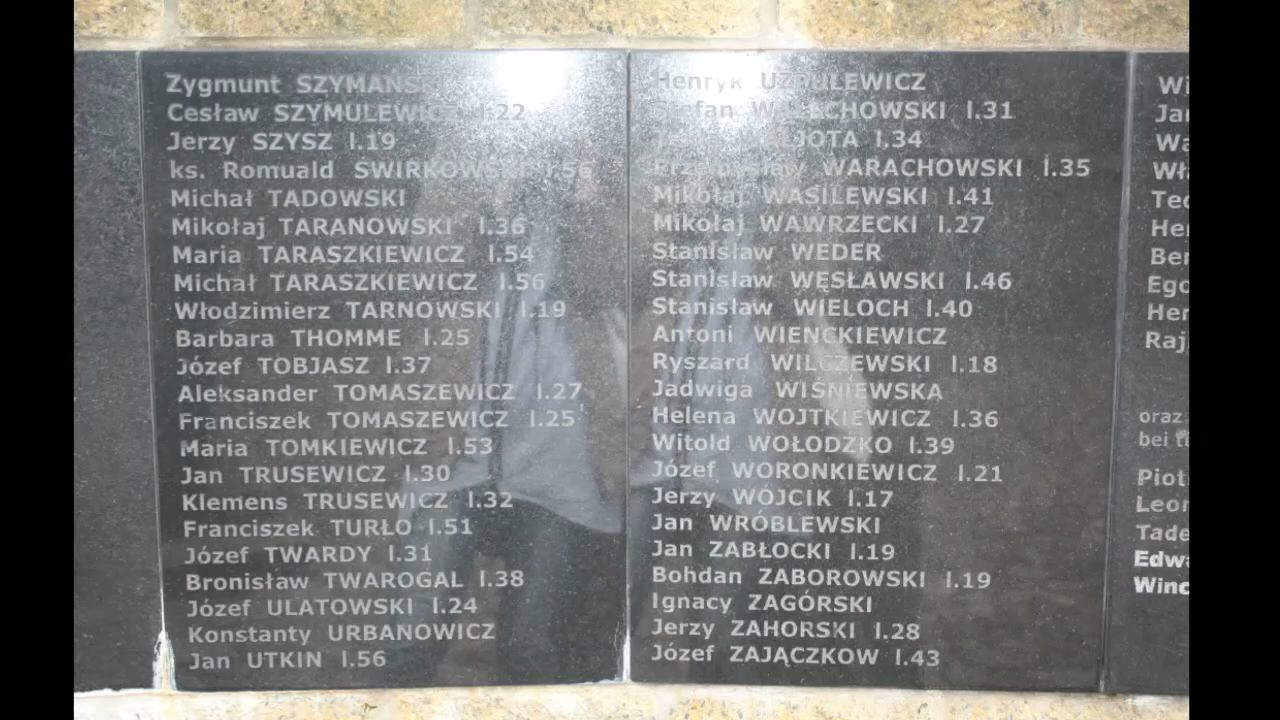 Zygmunt
Cesław SZYMULEWICZ l.22
Jerzy SZYSZ l.19
ks. Romuald ŚWIRKOWSKI l.56
Michał TADOWSKI
Mikołaj TARANOWSKI l.36
Maria TARASZKIEWICZ l.54
Michał TARASZKIEWICZ l.56
Włodzimierz TARNOWSKI l.19
Barbara THOMME l.25
Józef TOBJASZ l.37
Aleksander TOMASZEWICZ l.27
Franciszek TOMASZEWICZ l.25
Maria TOMKIEWICZ l.53
Jan TRUSEWICZ l.30
Klemens TRUSEWICZ l.32
Franciszek TURŁO l.51
Józef TWARDY l.31
Bronisław TWAROGAL l.38
Józef ULATOWSKI l.24
Konstanty URBANOWICZ
Jan UTKIN l.56
Henryk
Stefan l.31
l.34
Przemysław WARACHOWSKI l.35
Mikołaj WASILEWSKI l.41
Mikołaj WAWRZECKI l.27
Stanisław WEDER
Stanisław WĘSŁAWSKI l.46
Stanisław WIELOCH l.40
Antoni WIENCKIEWICZ
Ryszard WILCZEWSKI l.18
Jadwiga WIŚNIEWSKA
Helena WOJTKIEWICZ l.36
Witold WOŁODŹKO l.39
Józef WORONKIEWICZ l.21
Jerzy WÓJCIK l.17
Jan WRÓBLEWSKI
Jan ZABŁOCKI l.19
Bohdan ZABOROWSKI l.19
Ignacy ZAGÓRSKI
Jerzy ZAHORSKI l.28
Józef ZAJĄCZKOW l.43
oraz
bei